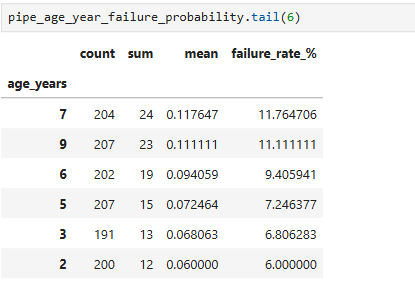 pipe_age_year_failure_probability.tail(6)
count sum mean failure_rate_%
age_years
7 204 24 0.117647 11.764706
9 207 23 0.111111 11.111111
6 202 19 0.094059 9.405941
5 207 15 0.072464 7.246377
3 191 13 0.068063 6.806283
2 200 12 0.060000 6.000000